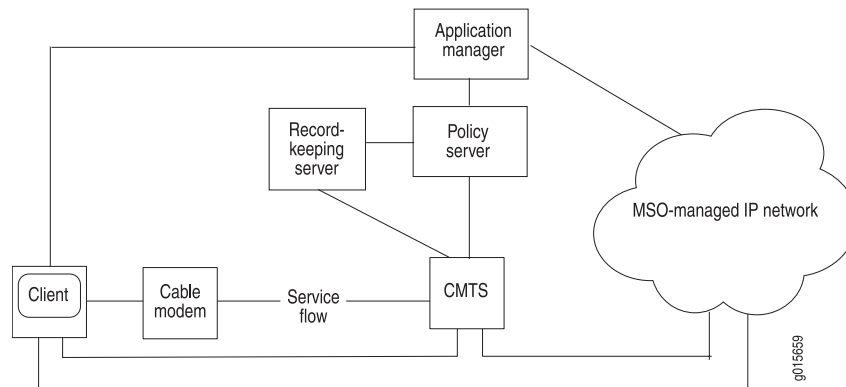 Application
manager
Record-
keeping
server
Policy
server
MSO-managed IP network
Client
Cable
modem
Service
flow
CMTS
g015659